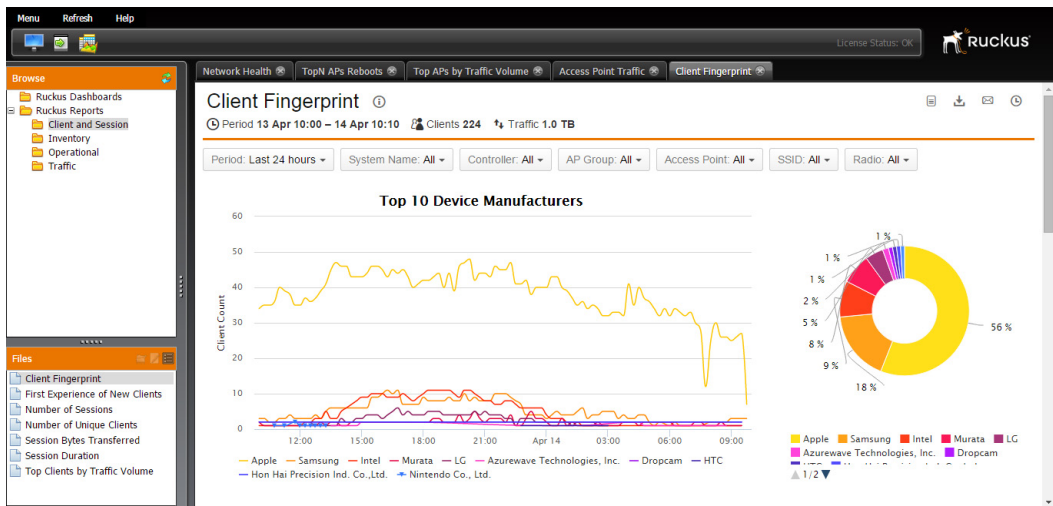 Menu Refresh Help
License Status: OK
Ruckus
Browse
Ruckus Dashboards
Ruckus Reports
Client and Session
Inventory
Operational
Traffic
Files
Client Fingerprint
First Experience of New Clients
Number of Sessions
Number of Unique Clients
Session Bytes Transferred
Session Duration
Top Clients by Traffic Volume
Network Health TopN APs Reboots Top APs by Traffic Volume Access Point Traffic Client Fingerprint
Client Fingerprint
Period 13 Apr 10:00 – 14 Apr 10:10 Clients 224 Traffic 1.0 TB
Period: Last 24 hours System Name: All Controller: All AP Group: All Access Point: All SSID: All Radio: All
Top 10 Device Manufacturers
60
50
40
30
20
10
0
Client Count
12:00 15:00 18:00 21:00 Apr 14 03:00 06:00 09:00
Apple Samsung Intel Murata LG Azurewave Technologies, Inc. Dropcam HTC
Hon Hai Precision Ind. Co.,Ltd. Nintendo Co., Ltd.
1 %
1 %
1 %
2 %
5 %
8 %
9 %
18 %
56 %
Apple Samsung Intel Murata LG
Azurewave Technologies, Inc. Dropcam
1/2